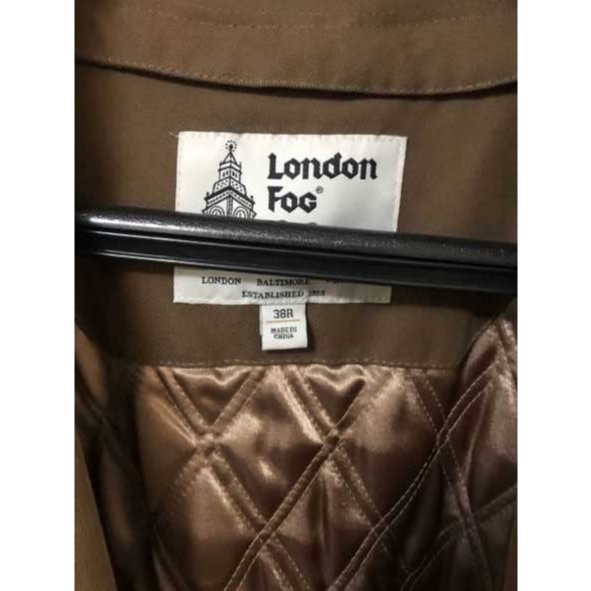 London
Fog®
LONDON BALTIMORE
ESTABLISHED
38R
MADE IN
CHINA